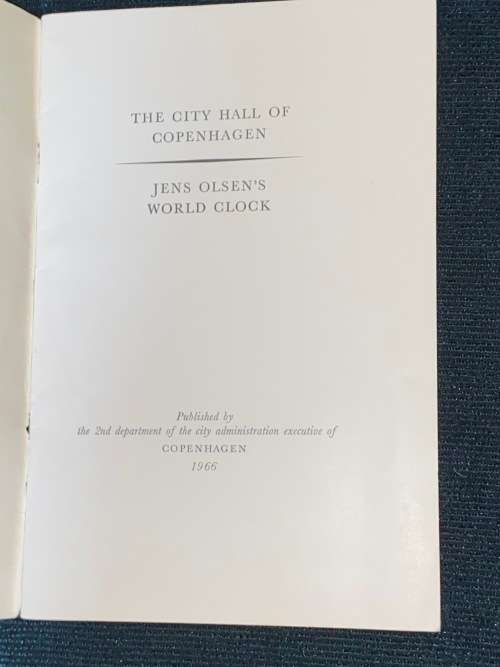 THE CITY HALL OF
COPENHAGEN
JENS OLSEN'S
WORLD CLOCK
Published by
the 2nd department of the city administration executive of
COPENHAGEN
1966